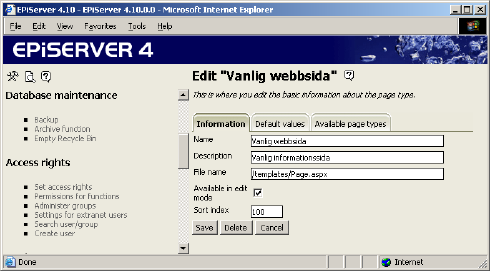 EPiServer 4.10 - EPiServer 4.10.0.0 - Microsoft Internet Explorer
File Edit View Favorites Tools Help
EPiSERVER 4
Database maintenance
Backup
Archive function
Empty Recycle Bin
Access rights
Set access rights
Permissions for functions
Administer groups
Settings for extranet users
Search user/group
Create user
Edit "Vanlig webbsida"
This is where you edit the basic information about the page type.
Information Default values Available page types
Name Vanlig webbsida
Description Vanlig informationssida
File name /templates/Page.aspx
Available in edit
mode
Sort index 100
Save Delete Cancel
Done Internet